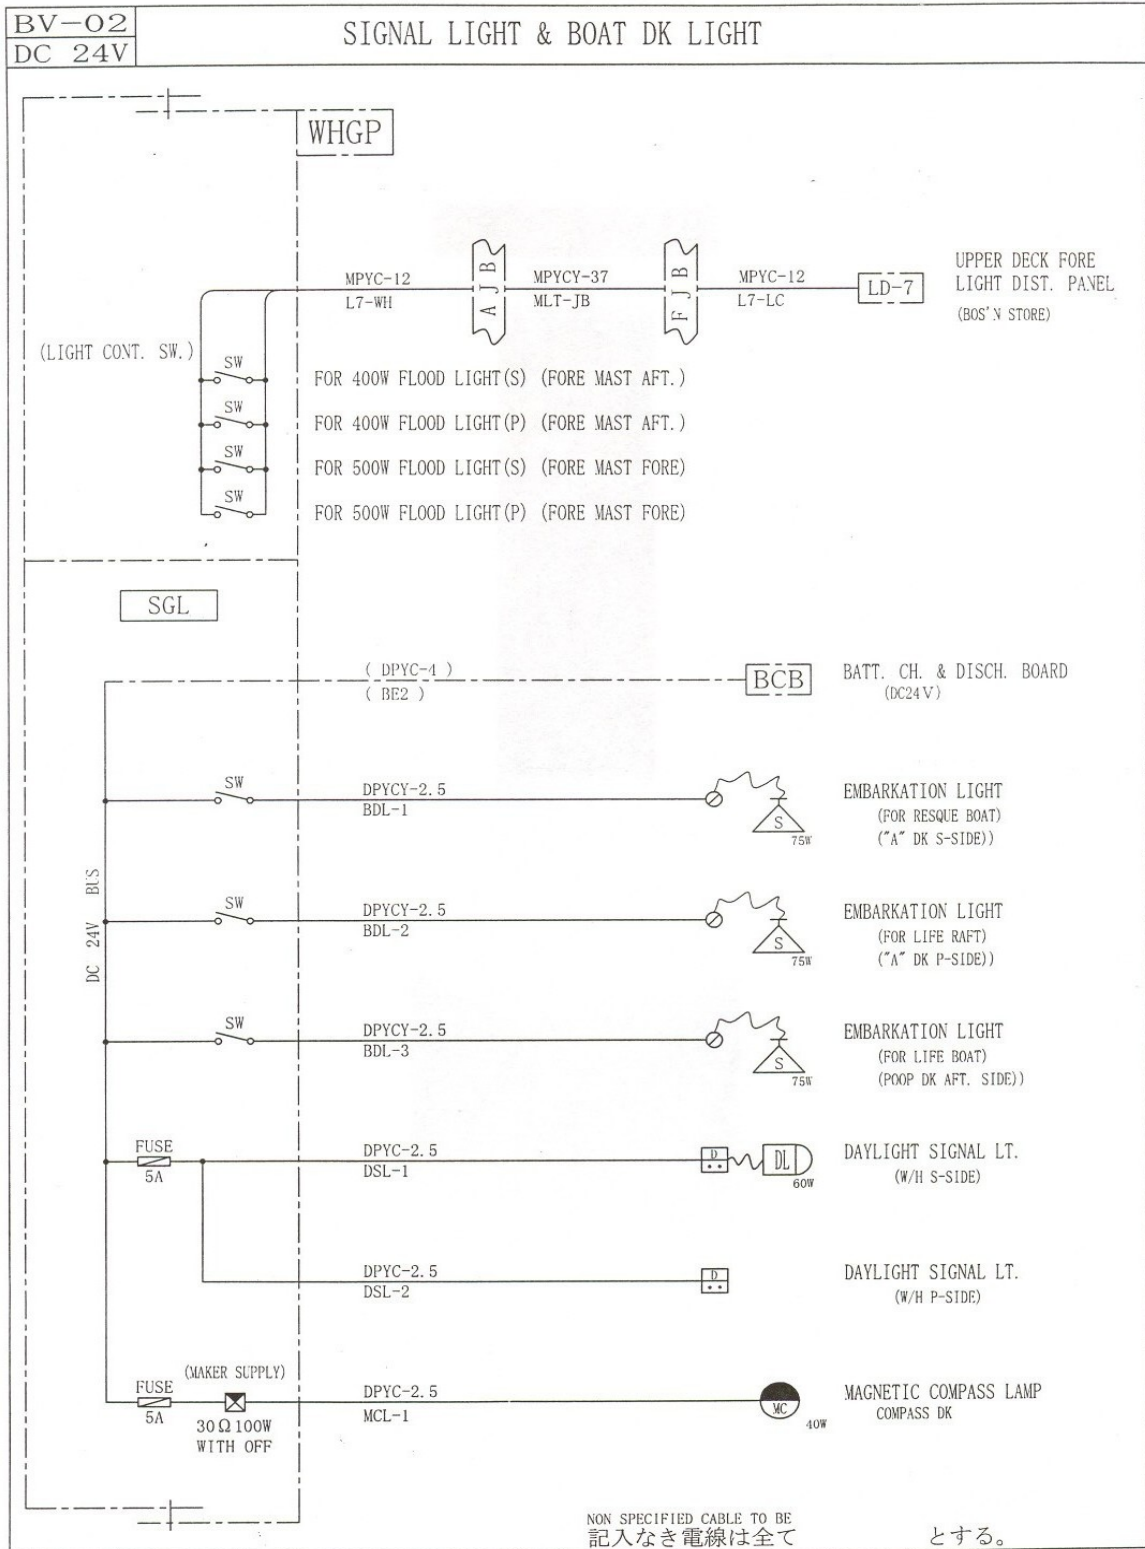 BV-02
DC 24V
SIGNAL LIGHT & BOAT DK LIGHT
WHGP
MPYC-12
L7-WH
A J B
MPYCY-37
MLT-JB
F J B
MPYC-12
L7-LC
LD-7
UPPER DECK FORE
LIGHT DIST. PANEL
(BOS'N STORE)
(LIGHT CONT. SW.)
SW
FOR 400W FLOOD LIGHT(S) (FORE MAST AFT.)
SW
FOR 400W FLOOD LIGHT(P) (FORE MAST AFT.)
SW
FOR 500W FLOOD LIGHT(S) (FORE MAST FORE)
SW
FOR 500W FLOOD LIGHT(P) (FORE MAST FORE)
SGL
( DPYC-4 )
( BE2 )
BCB
BATT. CH. & DISCH. BOARD
(DC24V)
DC 24V BUS
SW
DPYCY-2.5
BDL-1
S
75W
EMBARKATION LIGHT
(FOR RESQUE BOAT)
("A" DK S-SIDE))
SW
DPYCY-2.5
BDL-2
S
75W
EMBARKATION LIGHT
(FOR LIFE RAFT)
("A" DK P-SIDE))
SW
DPYCY-2.5
BDL-3
S
75W
EMBARKATION LIGHT
(FOR LIFE BOAT)
(POOP DK AFT. SIDE))
FUSE
5A
DPYC-2.5
DSL-1
D
DL
60W
DAYLIGHT SIGNAL LT.
(W/H S-SIDE)
DPYC-2.5
DSL-2
D
DAYLIGHT SIGNAL LT.
(W/H P-SIDE)
FUSE
5A
(MAKER SUPPLY)
30Ω100W
WITH OFF
DPYC-2.5
MCL-1
MC
40W
MAGNETIC COMPASS LAMP
COMPASS DK
NON SPECIFIED CABLE TO BE
記入なき電線は全て とする。